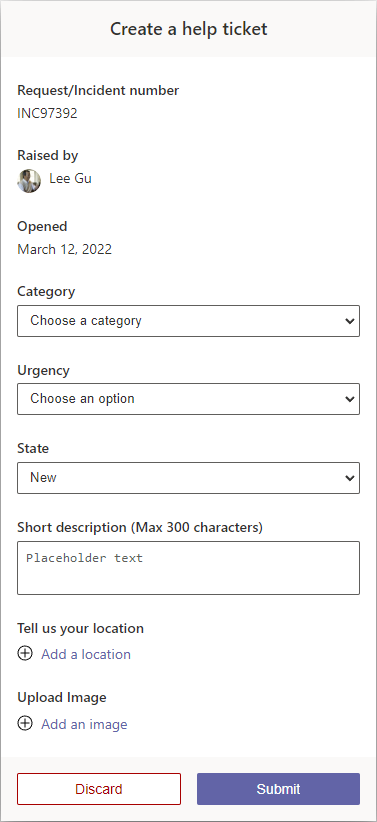 Create a help ticket
Request/Incident number
INC97392
Raised by
Lee Gu
Opened
March 12, 2022
Category
Choose a category
Urgency
Choose an option
State
New
Short description (Max 300 characters)
Placeholder text
Tell us your location
Add a location
Upload Image
Add an image
Discard
Submit